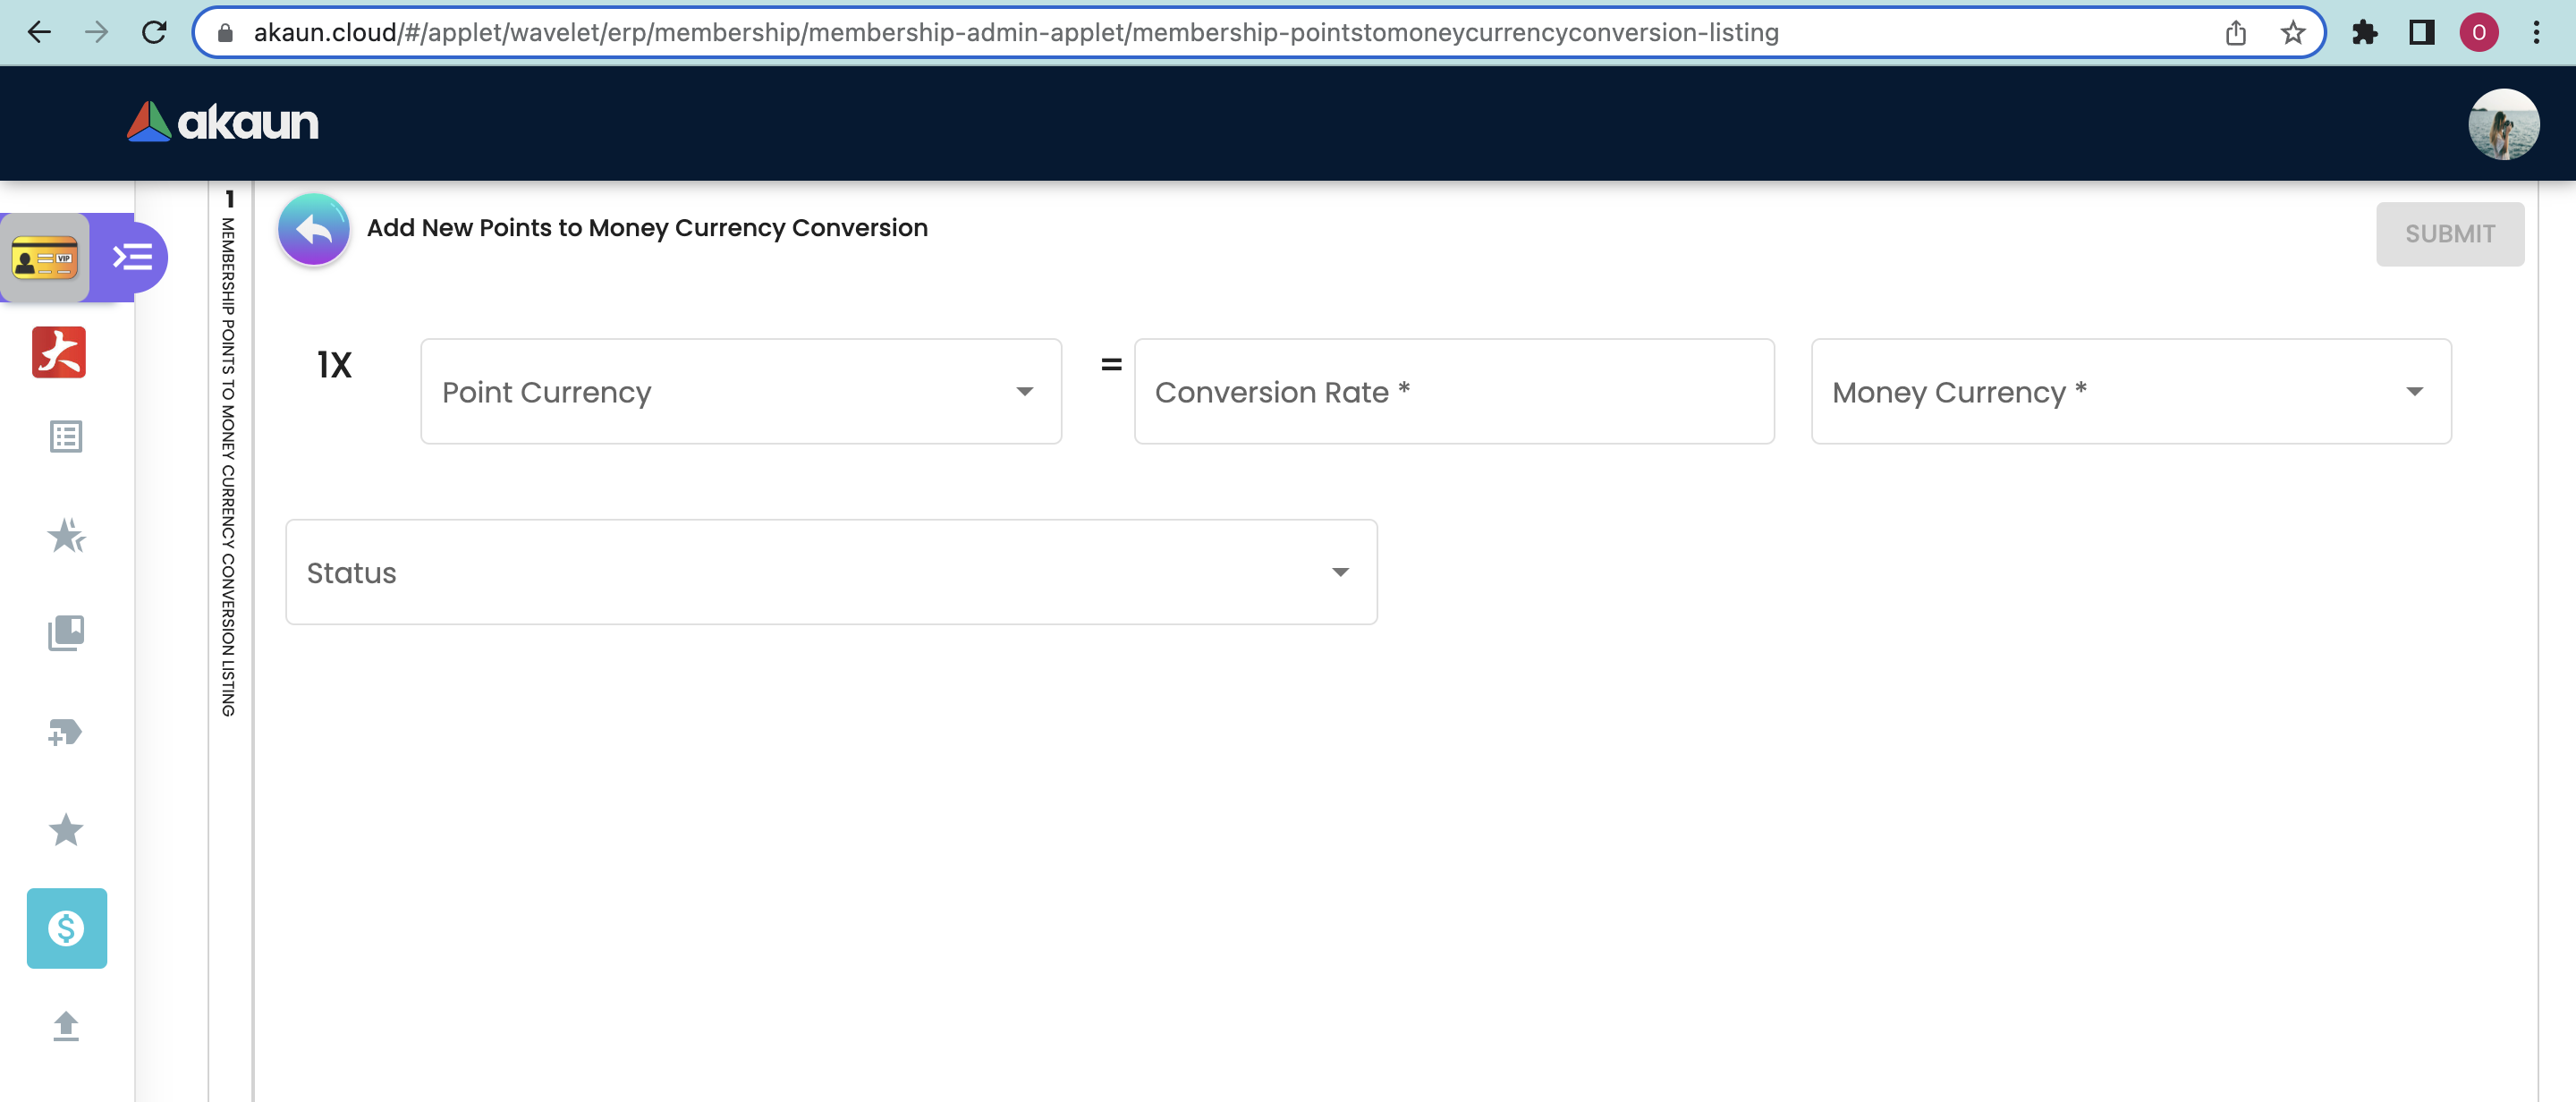 akaun.cloud/#/applet/wavelet/erp/membership/membership-admin-applet/membership-pointstomoneycurrencyconversion-listing
O
akaun
1
MEMBERSHIP POINTS TO MONEY CURRENCY CONVERSION LISTING
VIP
Add New Points to Money Currency Conversion
SUBMIT
1X
Point Currency
=
Conversion Rate *
Money Currency *
Status